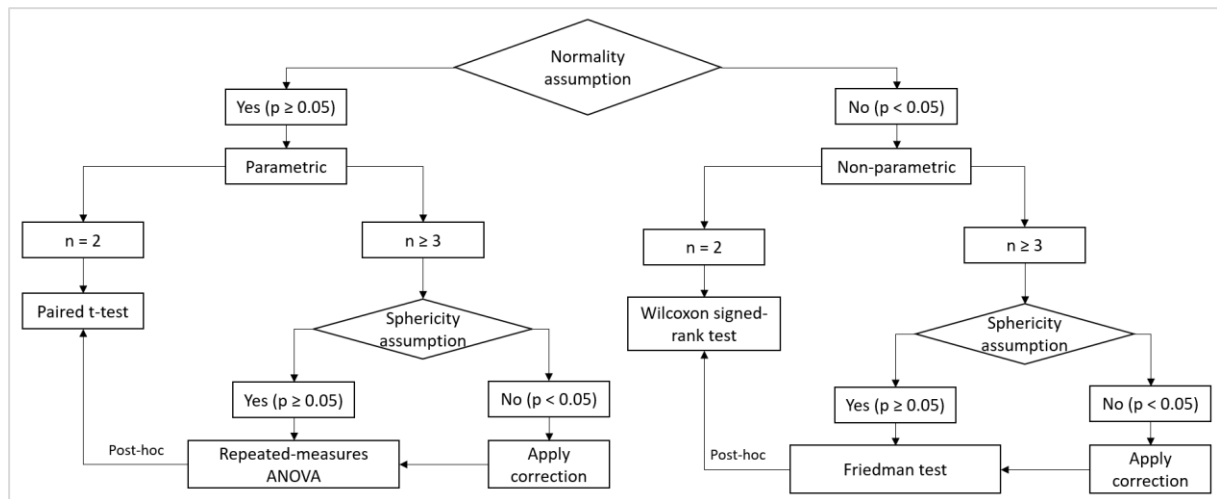 Normality
assumption
Yes (p ≥ 0.05)
No (p < 0.05)
Parametric
Non-parametric
n = 2
n ≥ 3
n = 2
n ≥ 3
Paired t-test
Sphericity
assumption
Wilcoxon signed-
rank test
Sphericity
assumption
Yes (p ≥ 0.05)
No (p < 0.05)
Yes (p ≥ 0.05)
No (p < 0.05)
Post-hoc
Repeated-measures
ANOVA
Apply
correction
Post-hoc
Friedman test
Apply
correction